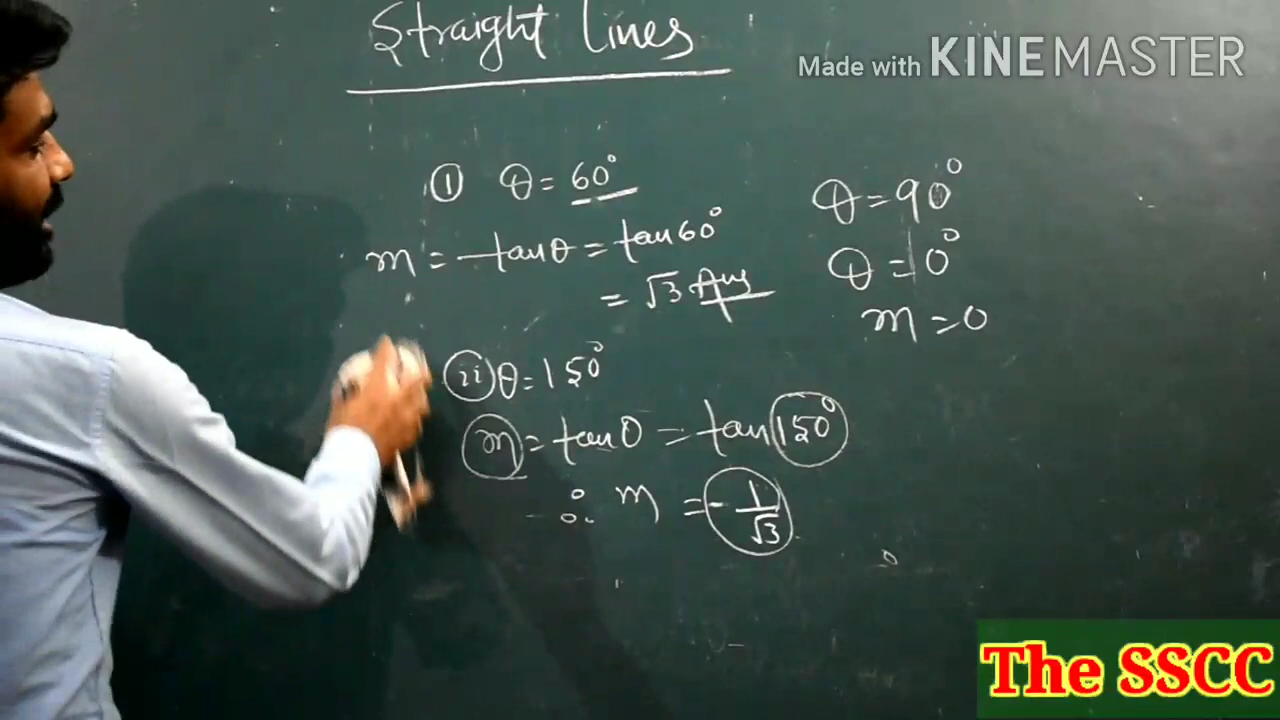 Straight Lines
Made with KINEMASTER
① θ = 60°
m = tanθ = tan60°
= √3 Ans
θ = 90°
θ = 0°
m = 0
ii) θ = 150°
m = tanθ = tan150°
∴ m = -1/√3
The SSCC